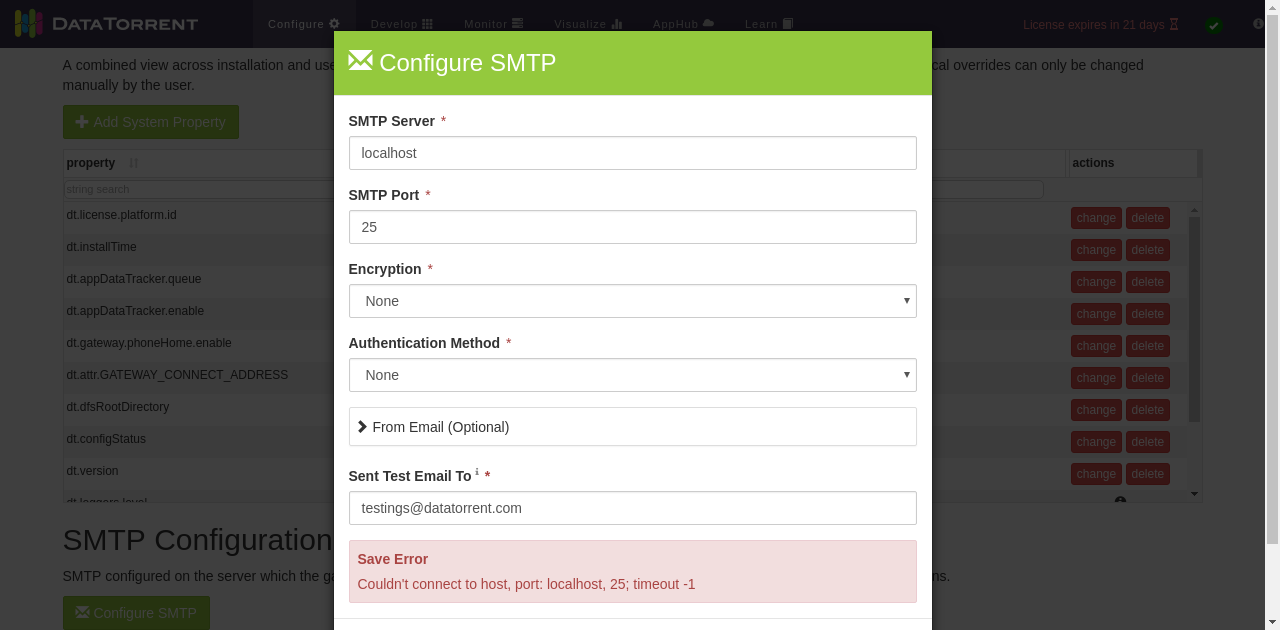 DATATORRENT
Configure
Develop
Monitor
Visualize
AppHub
Learn
License expires in 21 days
A combined view across installation and use
cal overrides can only be changed
manually by the user.
Add System Property
property
actions
string search
dt.license.platform.id
change delete
dt.installTime
change delete
dt.appDataTracker.queue
change delete
dt.appDataTracker.enable
change delete
dt.gateway.phoneHome.enable
change delete
dt.attr.GATEWAY_CONNECT_ADDRESS
change delete
dt.dfsRootDirectory
change delete
dt.configStatus
change delete
dt.version
change delete
dt.loggers.level
SMTP Configuration
SMTP configured on the server which the ga
ns.
Configure SMTP
Configure SMTP
SMTP Server *
localhost
SMTP Port *
25
Encryption *
None
Authentication Method *
None
From Email (Optional)
Sent Test Email To i *
testings@datatorrent.com
Save Error
Couldn't connect to host, port: localhost, 25; timeout -1